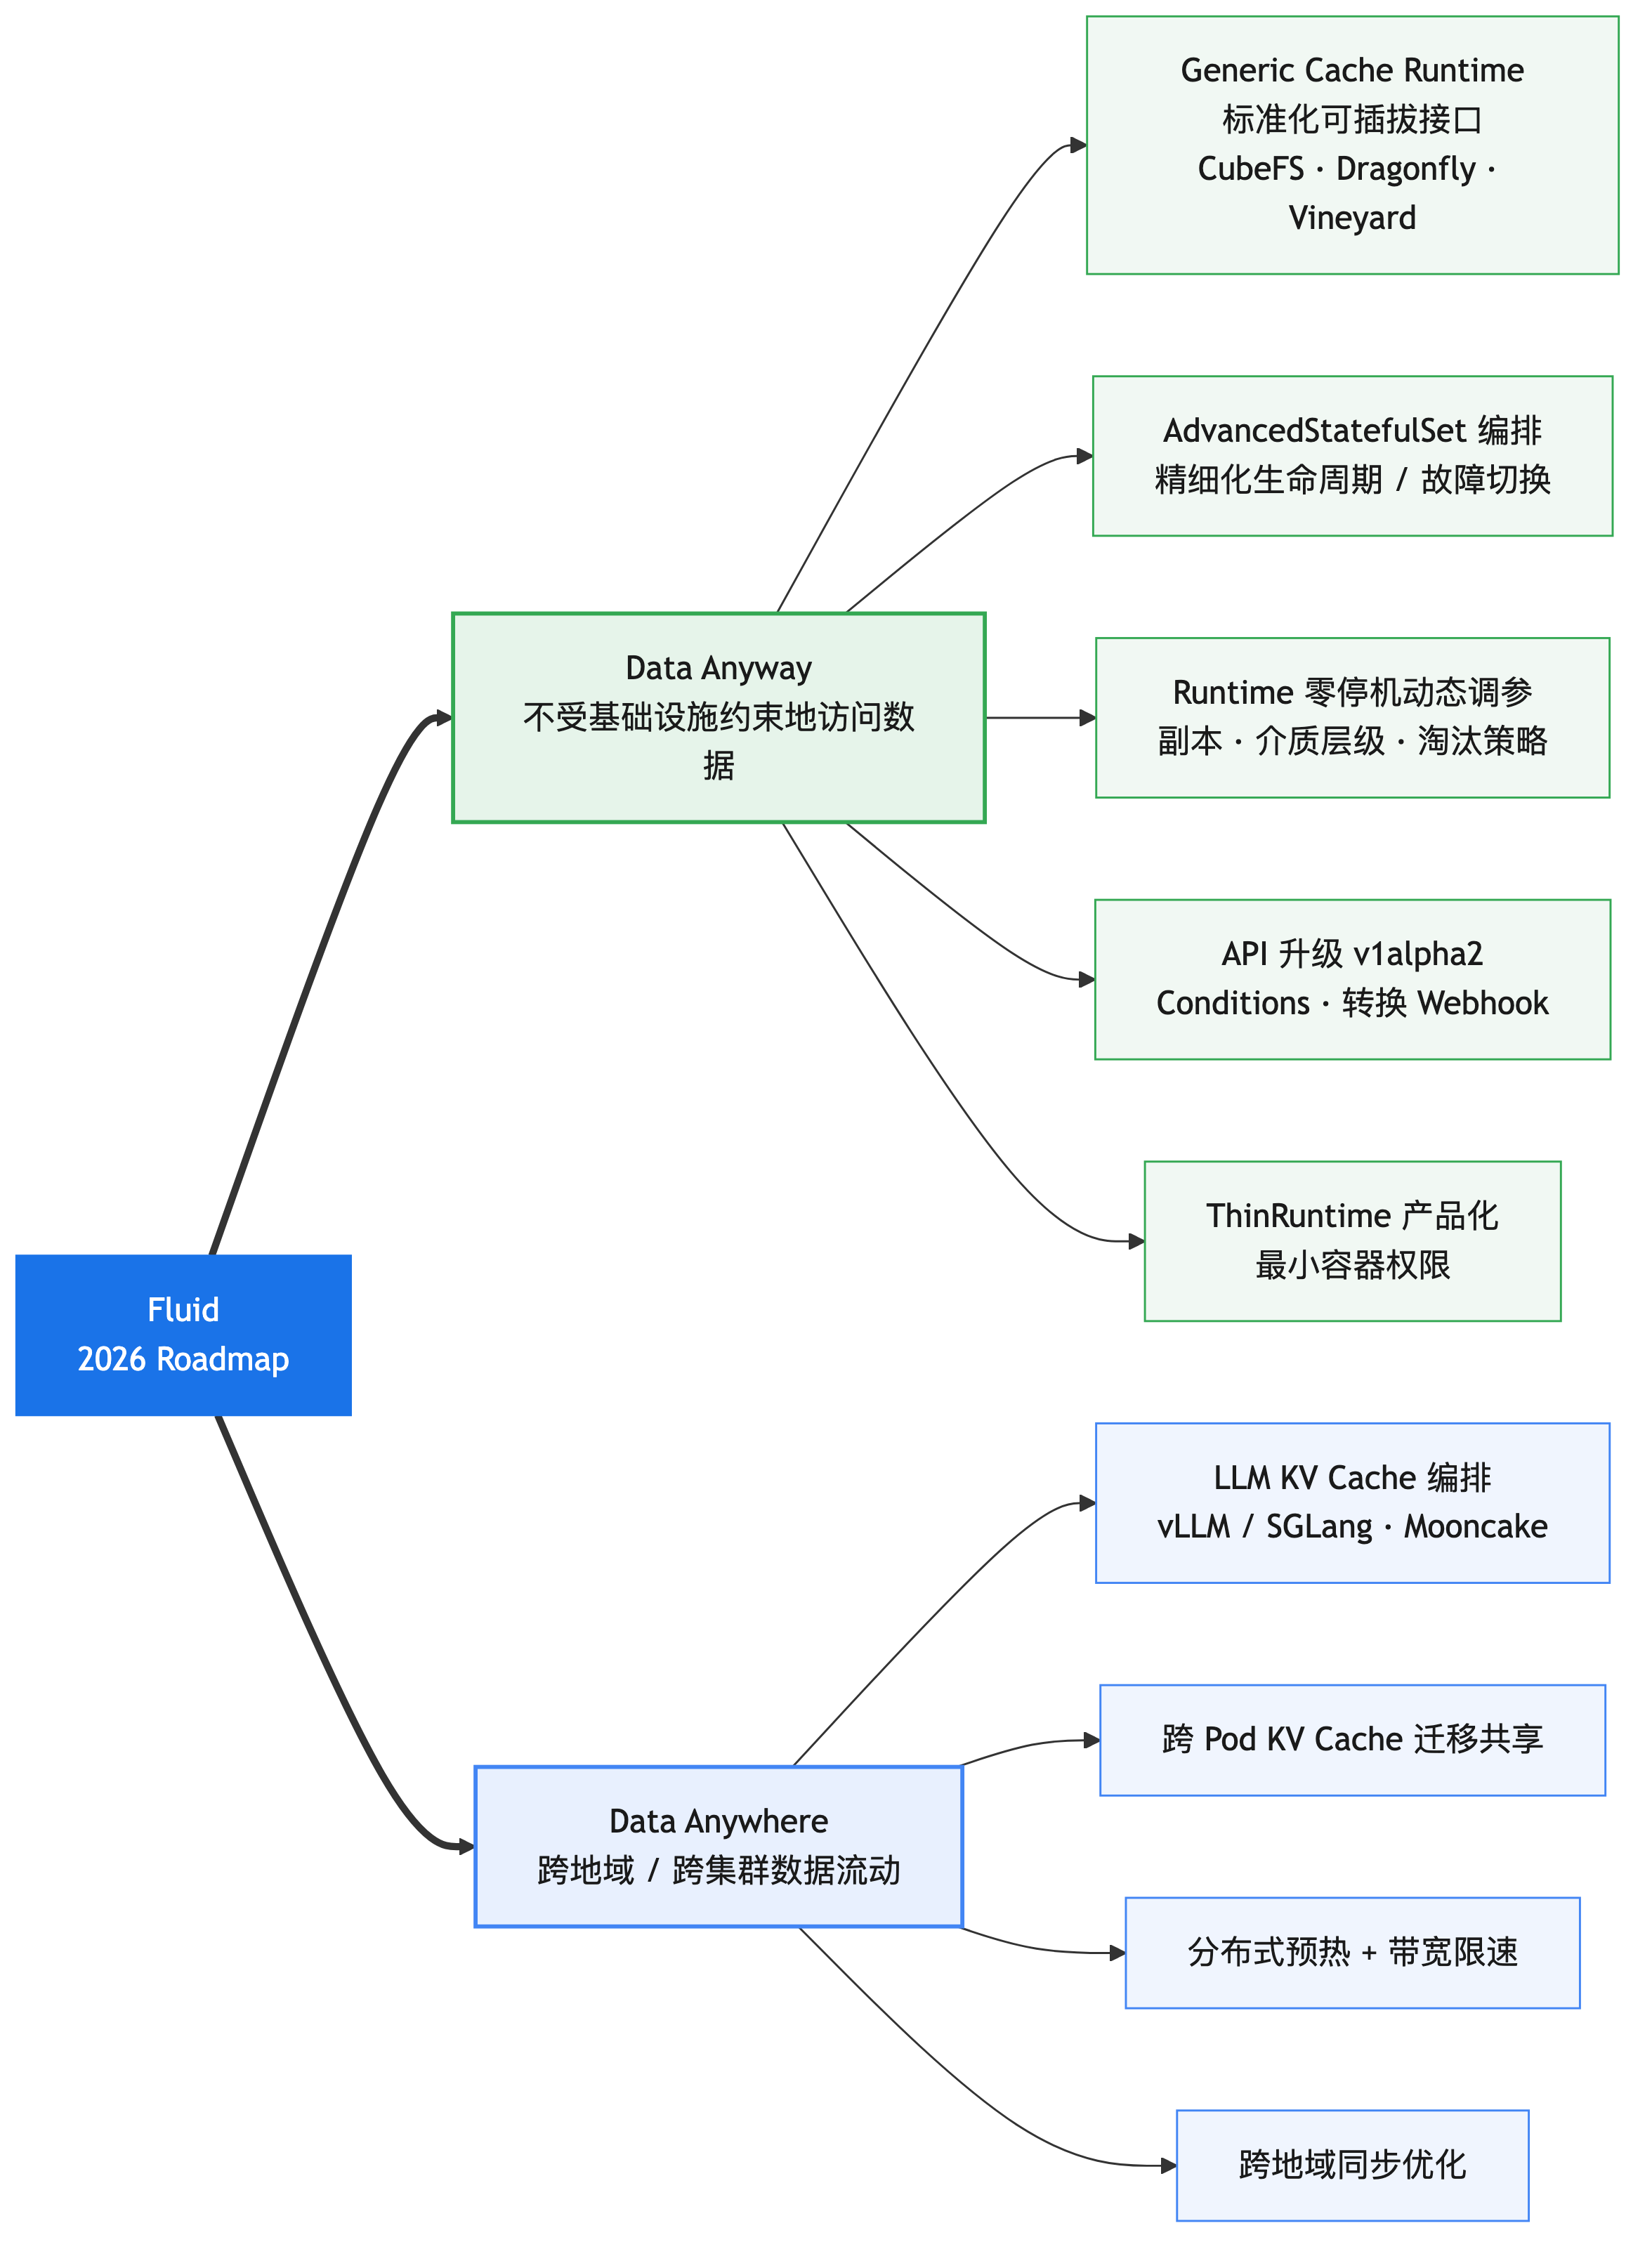 Fluid
2026 Roadmap
Data Anyway
不受基础设施约束地访问数
据
Generic Cache Runtime
标准化可插拔接口
CubeFS · Dragonfly ·
Vineyard
AdvancedStatefulSet 编排
精细化生命周期 / 故障切换
Runtime 零停机动态调参
副本 · 介质层级 · 淘汰策略
API 升级 v1alpha2
Conditions · 转换 Webhook
ThinRuntime 产品化
最小容器权限
Data Anywhere
跨地域 / 跨集群数据流动
LLM KV Cache 编排
vLLM / SGLang · Mooncake
跨 Pod KV Cache 迁移共享
分布式预热 + 带宽限速
跨地域同步优化